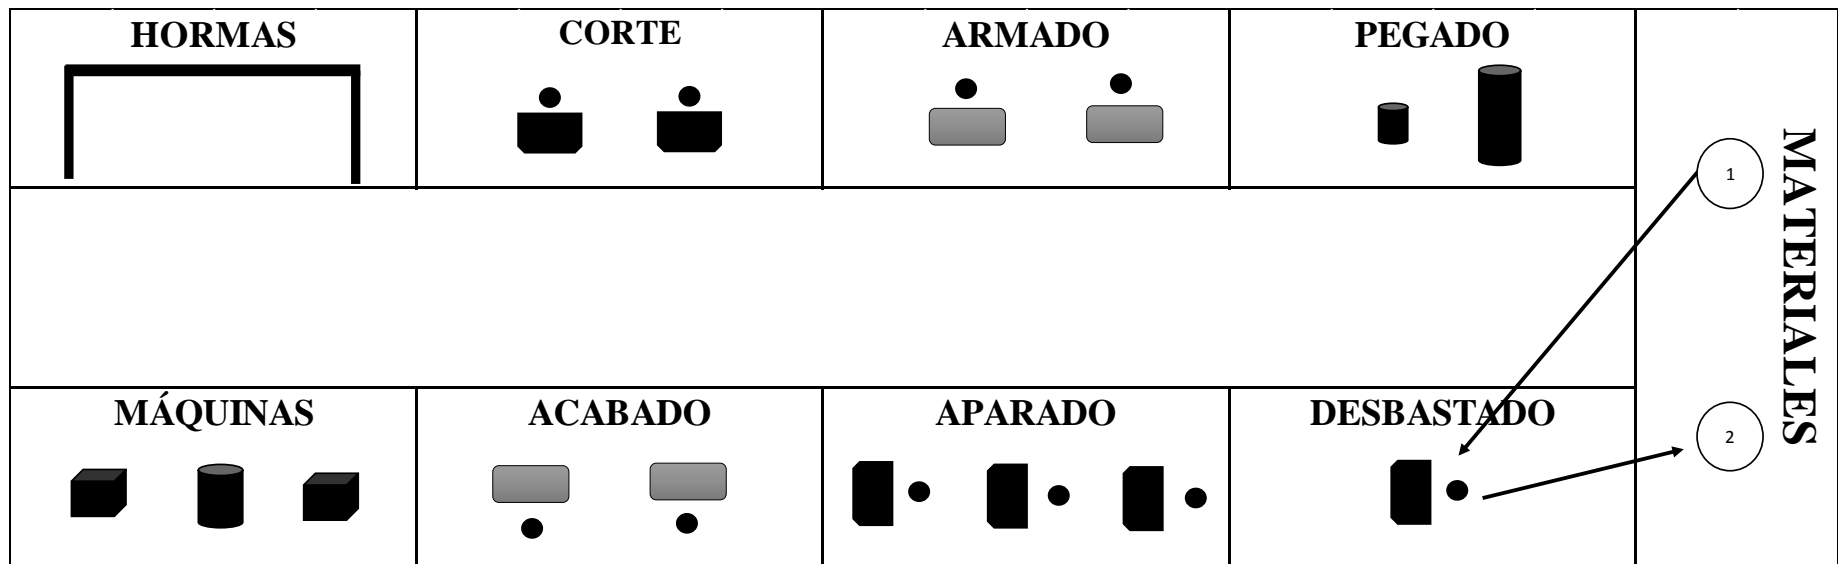 HORMAS
CORTE
ARMADO
PEGADO
1
MATERIALES
2
MÁQUINAS
ACABADO
APARADO
DESBASTADO